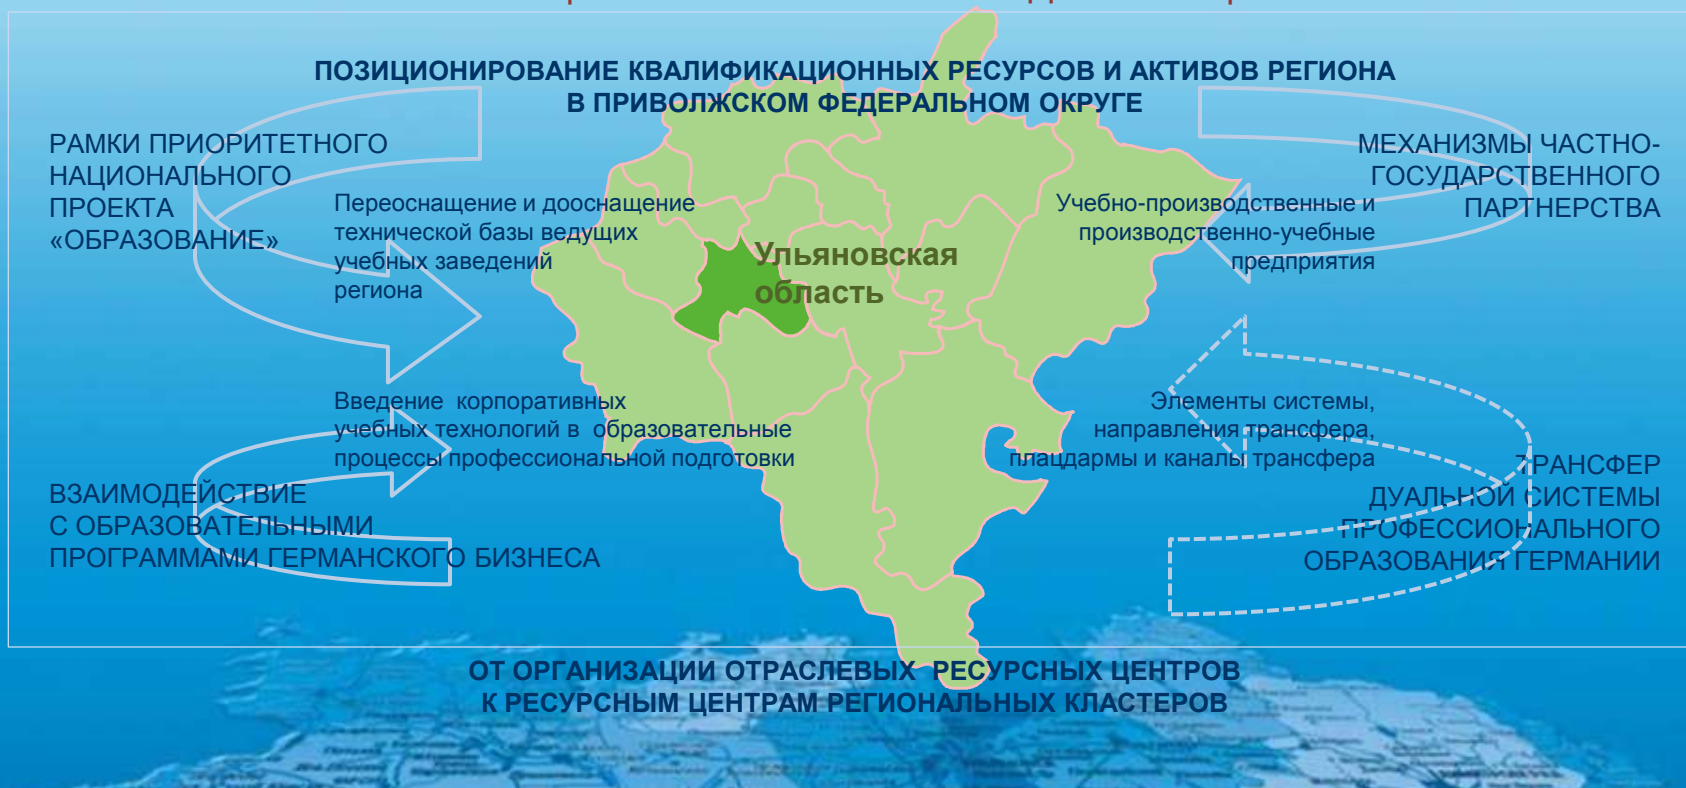 ПОЗИЦИОНИРОВАНИЕ КВАЛИФИКАЦИОННЫХ РЕСУРСОВ И АКТИВОВ РЕГИОНА
В ПРИВОЛЖСКОМ ФЕДЕРАЛЬНОМ ОКРУГЕ
РАМКИ ПРИОРИТЕТНОГО
НАЦИОНАЛЬНОГО
ПРОЕКТА
«ОБРАЗОВАНИЕ»
Переоснащение и дооснащение
технической базы ведущих
учебных заведений
региона
Ульяновская
область
МЕХАНИЗМЫ ЧАСТНО-
ГОСУДАРСТВЕННОГО
ПАРТНЕРСТВА
Учебно-производственные и
производственно-учебные
предприятия
Введение корпоративных
учебных технологий в образовательные
процессы профессиональной подготовки
ВЗАИМОДЕЙСТВИЕ
С ОБРАЗОВАТЕЛЬНЫМИ
ПРОГРАММАМИ ГЕРМАНСКОГО БИЗНЕСА
Элементы системы,
направления трансфера,
плацдармы и каналы трансфера
ТРАНСФЕР
ДУАЛЬНОЙ СИСТЕМЫ
ПРОФЕССИОНАЛЬНОГО
ОБРАЗОВАНИЯ ГЕРМАНИИ
ОТ ОРГАНИЗАЦИИ ОТРАСЛЕВЫХ РЕСУРСНЫХ ЦЕНТРОВ
К РЕСУРСНЫМ ЦЕНТРАМ РЕГИОНАЛЬНЫХ КЛАСТЕРОВ